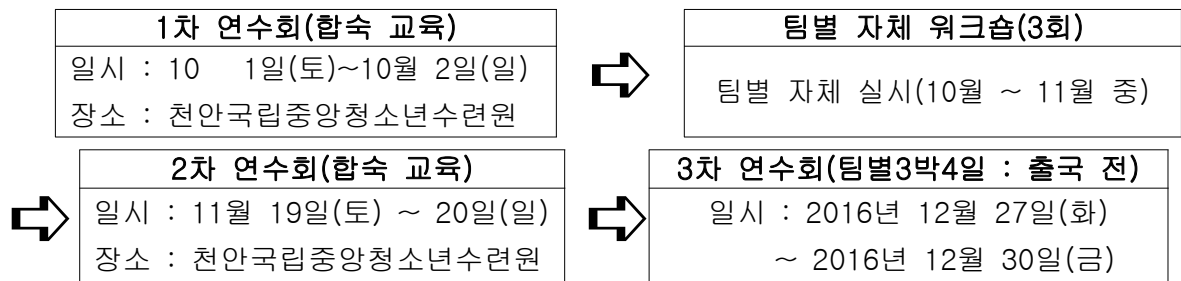 1차 연수회(합숙 교육)
일시 : 10   1일(토)~10월 2일(일)
장소 : 천안국립중앙청소년수련원
팀별 자체 워크숍(3회)
팀별 자체 실시(10월 ~ 11월 중)
2차 연수회(합숙 교육)
일시 : 11월 19일(토) ~ 20일(일)
장소 : 천안국립중앙청소년수련원
3차 연수회(팀별3박4일 : 출국 전)
일시 : 2016년 12월 27일(화)
~ 2016년 12월 30일(금)